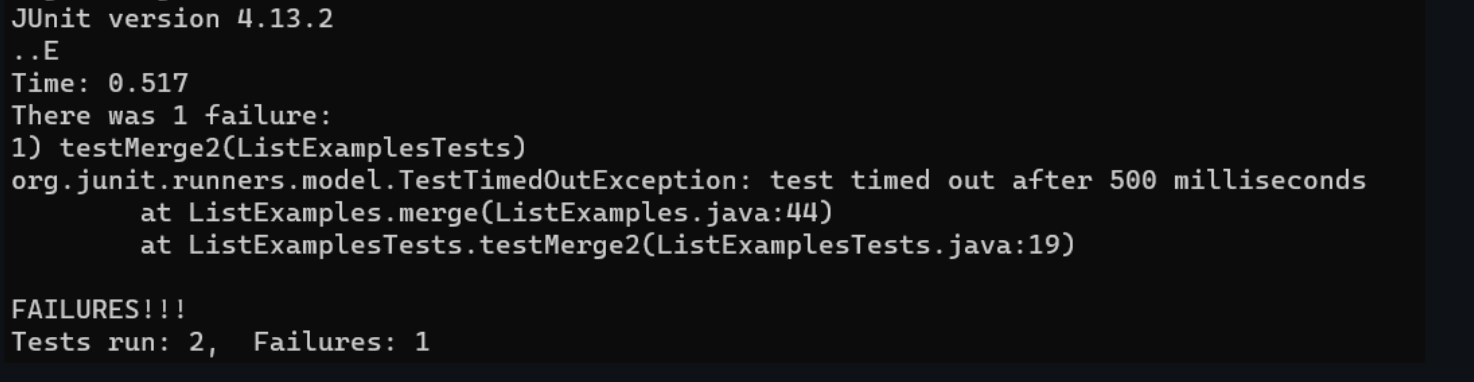 JUnit version 4.13.2
..E
Time: 0.517
There was 1 failure:
1) testMerge2(ListExamplesTests)
org.junit.runners.model.TestTimedOutException: test timed out after 500 milliseconds
        at ListExamples.merge(ListExamples.java:44)
        at ListExamplesTests.testMerge2(ListExamplesTests.java:19)

FAILURES!!!
Tests run: 2,  Failures: 1